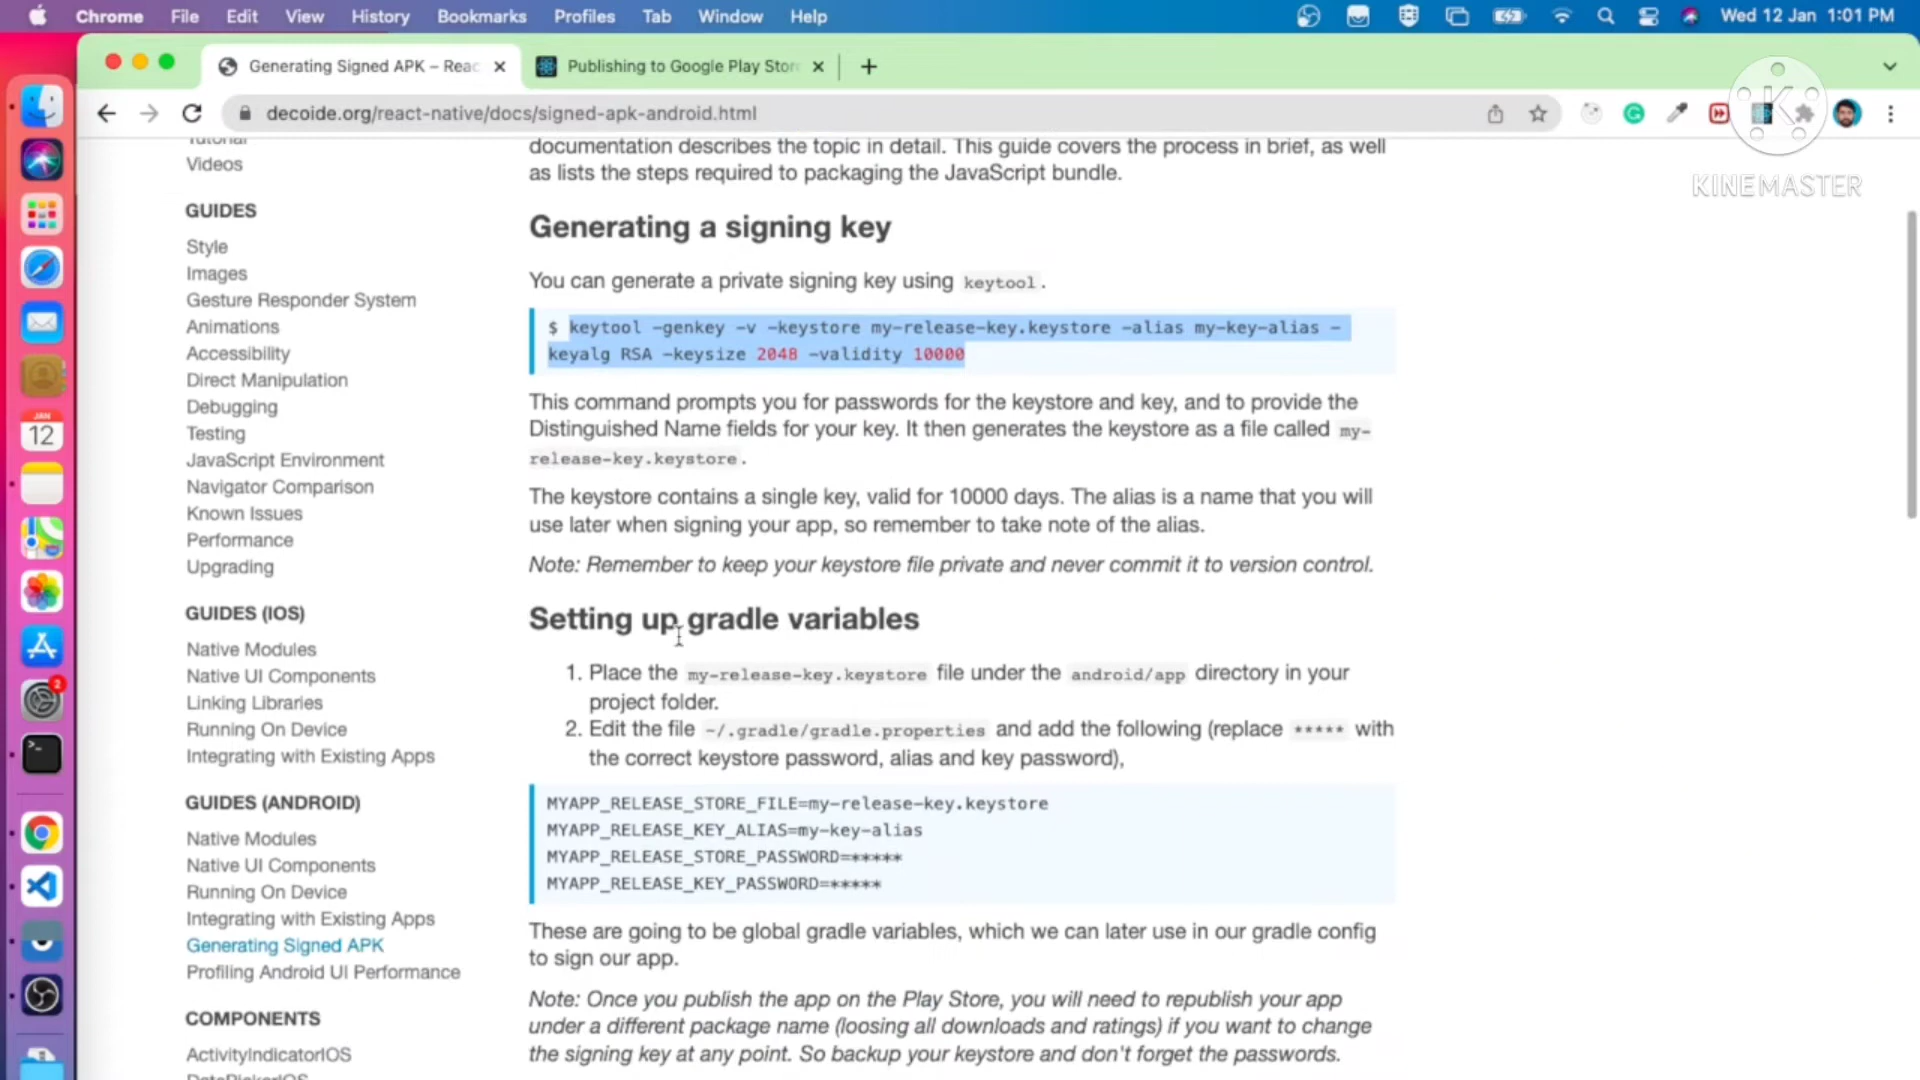 Chrome File Edit View History Bookmarks Profiles Tab Window Help Wed 12 Jan 1:01 PM
Generating Signed APK – Reac
Publishing to Google Play Stor
decoide.org/react-native/docs/signed-apk-android.html
KINEMASTER
Tutorial
Videos
GUIDES
Style
Images
Gesture Responder System
Animations
Accessibility
Direct Manipulation
Debugging
Testing
JavaScript Environment
Navigator Comparison
Known Issues
Performance
Upgrading
GUIDES (IOS)
Native Modules
Native UI Components
Linking Libraries
Running On Device
Integrating with Existing Apps
GUIDES (ANDROID)
Native Modules
Native UI Components
Running On Device
Integrating with Existing Apps
Generating Signed APK
Profiling Android UI Performance
COMPONENTS
ActivityIndicatorIOS
DatePickerIOS
documentation describes the topic in detail. This guide covers the process in brief, as well
as lists the steps required to packaging the JavaScript bundle.
Generating a signing key
You can generate a private signing key using keytool.
$ keytool -genkey -v -keystore my-release-key.keystore -alias my-key-alias -
keyalg RSA -keysize 2048 -validity 10000
This command prompts you for passwords for the keystore and key, and to provide the
Distinguished Name fields for your key. It then generates the keystore as a file called my-
release-key.keystore.
The keystore contains a single key, valid for 10000 days. The alias is a name that you will
use later when signing your app, so remember to take note of the alias.
Note: Remember to keep your keystore file private and never commit it to version control.
Setting up gradle variables
1. Place the my-release-key.keystore file under the android/app directory in your
project folder.
2. Edit the file ~/.gradle/gradle.properties and add the following (replace ***** with
the correct keystore password, alias and key password),
MYAPP_RELEASE_STORE_FILE=my-release-key.keystore
MYAPP_RELEASE_KEY_ALIAS=my-key-alias
MYAPP_RELEASE_STORE_PASSWORD=*****
MYAPP_RELEASE_KEY_PASSWORD=*****
These are going to be global gradle variables, which we can later use in our gradle config
to sign our app.
Note: Once you publish the app on the Play Store, you will need to republish your app
under a different package name (loosing all downloads and ratings) if you want to change
the signing key at any point. So backup your keystore and don't forget the passwords.
JAN
12
2